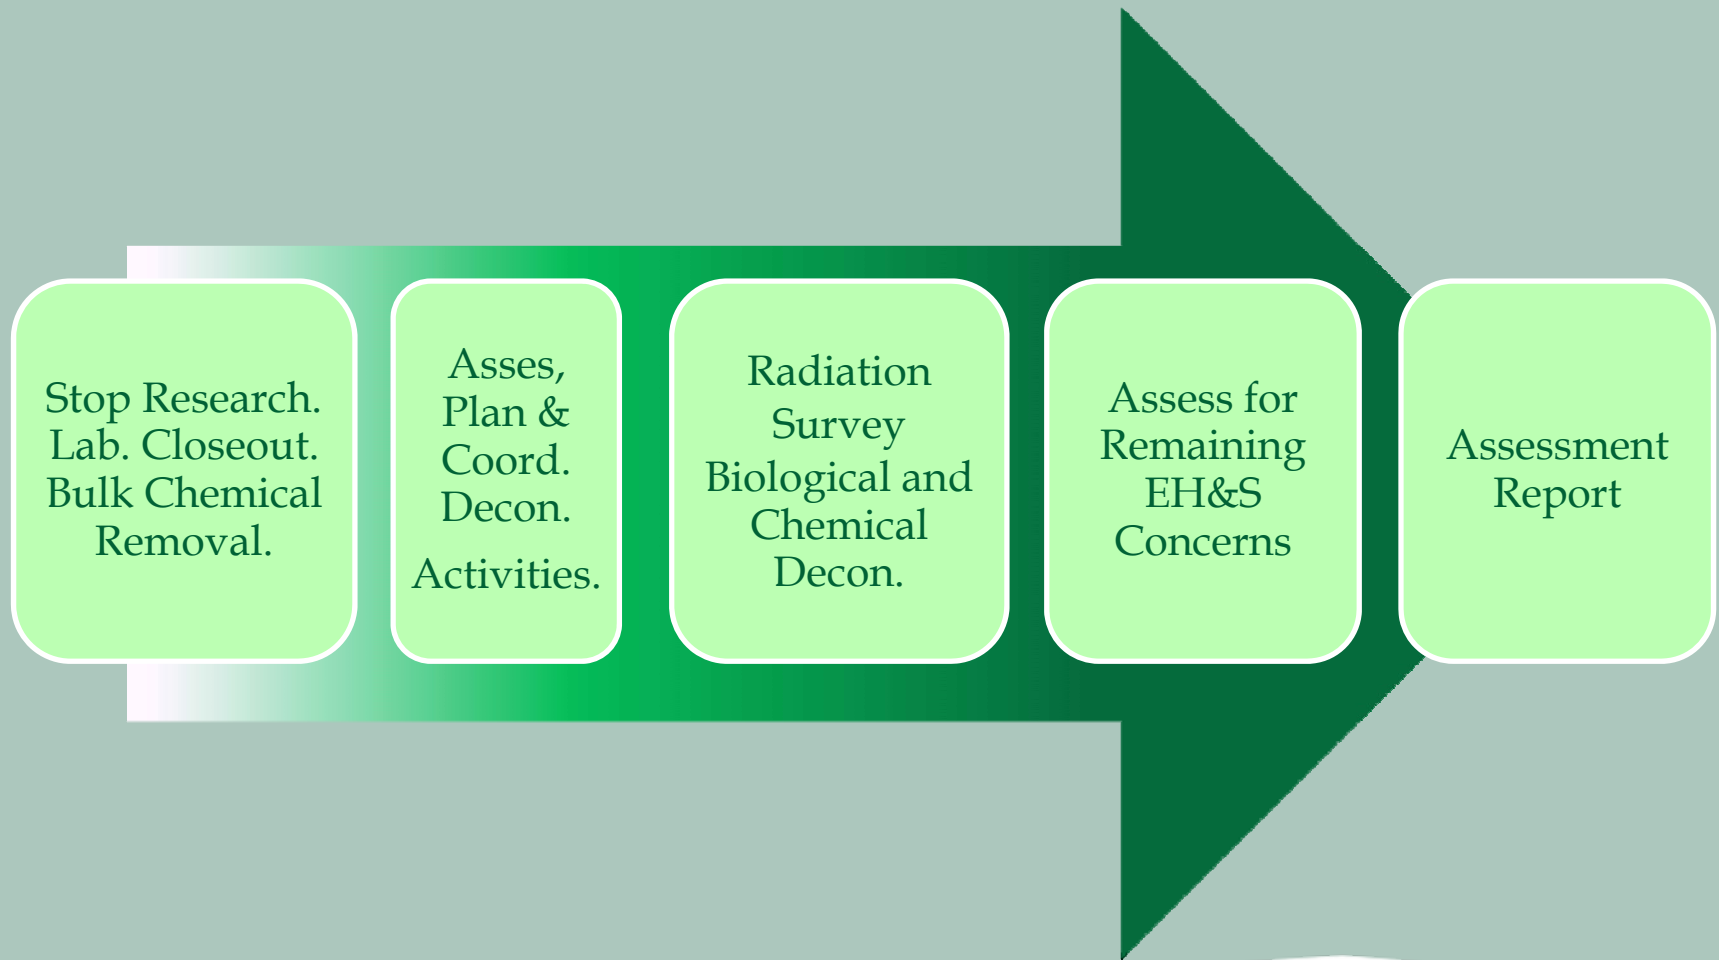 Stop Research.
Lab. Closeout.
Bulk Chemical
Removal.
Asses,
Plan &
Coord.
Decon.
Activities.
Radiation
Survey
Biological and
Chemical
Decon.
Assess for
Remaining
EH&S
Concerns
Assessment
Report